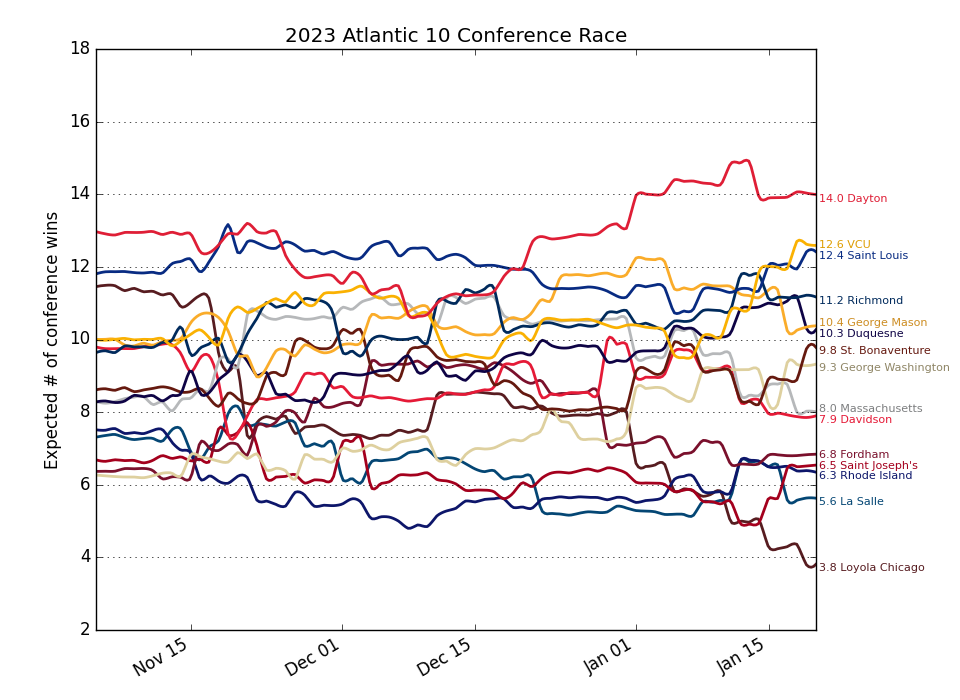 2023 Atlantic 10 Conference Race
Expected # of conference wins
18
16
14
12
10
8
6
4
2
Nov 15
Dec 01
Dec 15
Jan 01
Jan 15
14.0 Dayton
12.6 VCU
12.4 Saint Louis
11.2 Richmond
10.4 George Mason
10.3 Duquesne
9.8 St. Bonaventure
9.3 George Washington
8.0 Massachusetts
7.9 Davidson
6.8 Fordham
6.5 Saint Joseph's
6.3 Rhode Island
5.6 La Salle
3.8 Loyola Chicago